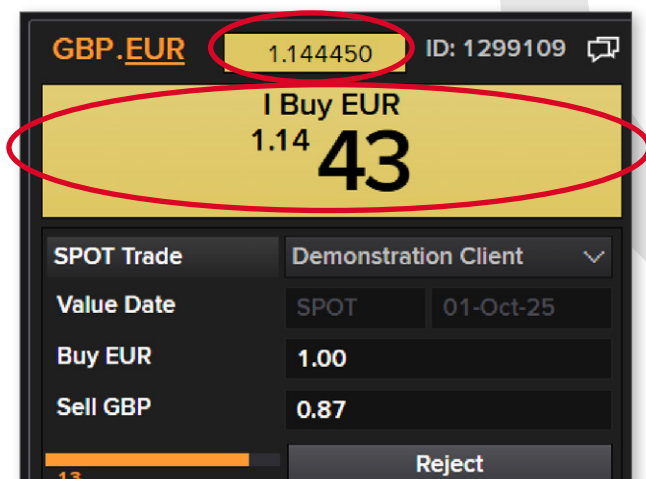 GBP.EUR 1.144450 ID: 1299109
I Buy EUR
1.14 43
SPOT Trade Demonstration Client
Value Date SPOT 01-Oct-25
Buy EUR 1.00
Sell GBP 0.87
13 Reject